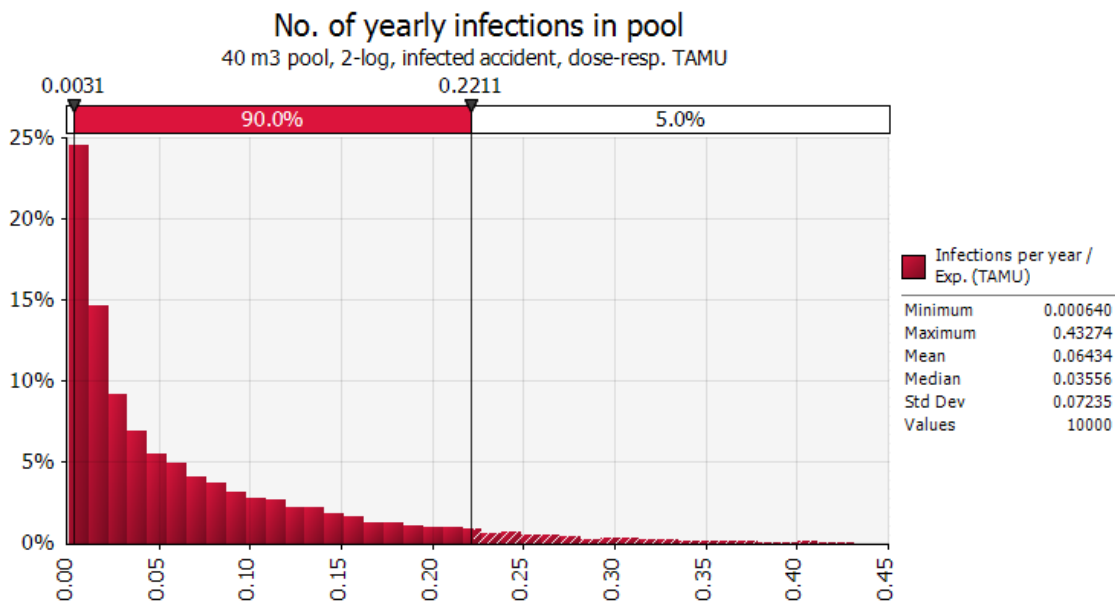 No. of yearly infections in pool
40 m3 pool, 2-log, infected accident, dose-resp. TAMU
0.0031 0.2211
90.0% 5.0%
25%
20%
15%
10%
5%
0%
0.00 0.05 0.10 0.15 0.20 0.25 0.30 0.35 0.40 0.45
Infections per year /
Exp. (TAMU)
Minimum 0.000640
Maximum 0.43274
Mean 0.06434
Median 0.03556
Std Dev 0.07235
Values 10000